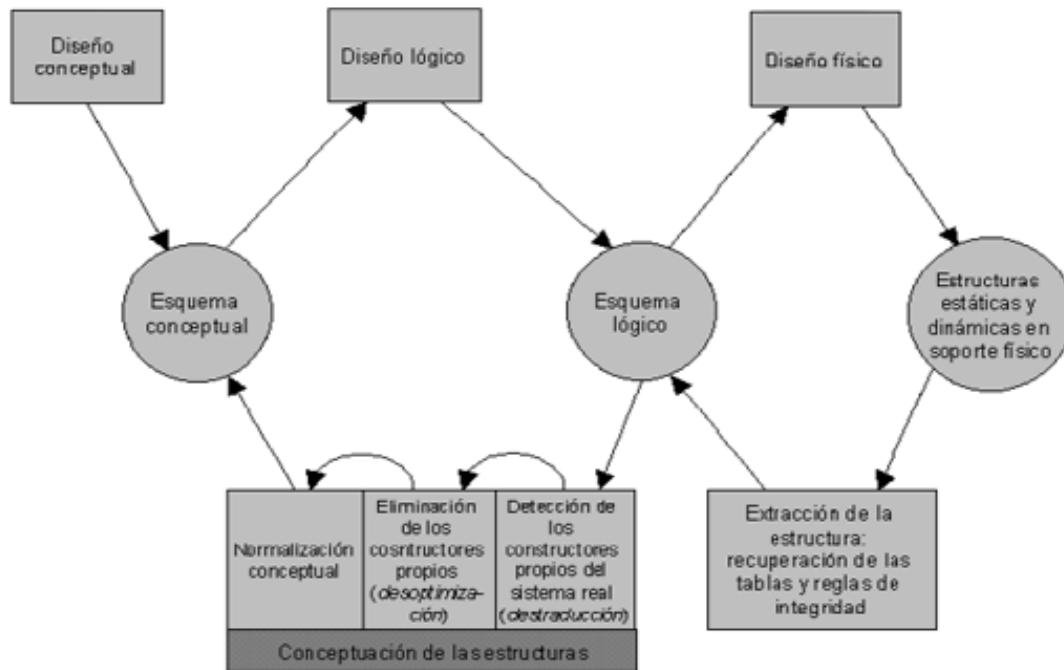 Diseño
conceptual
Diseño lógico
Diseño físico
Esquema
conceptual
Esquema
lógico
Estructuras
estáticas y
dinámicas en
soporte físico
Normalización
conceptual
Eliminación
de los
cosntructores
propios
(desoptimiza-
ción)
Detección de
los
constructores
propios del
sistema real
(destraducción)
Conceptuación de las estructuras
Extracción de la
estructura:
recuperación de las
tablas y reglas de
integridad